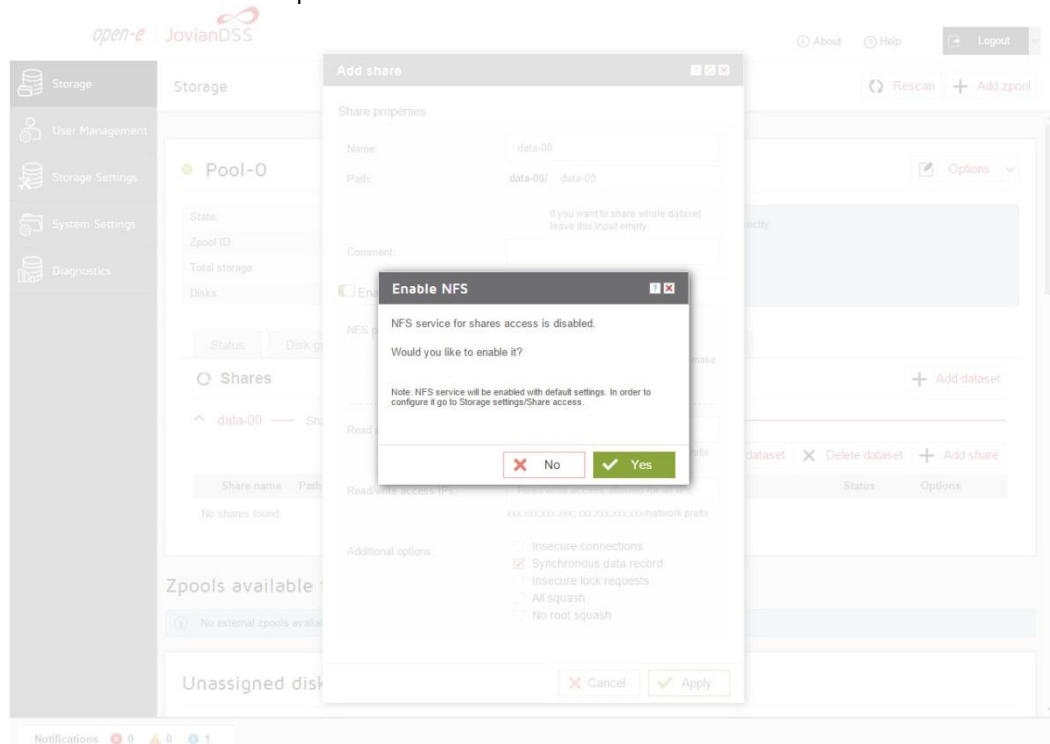 open-e JovianDSS
About Help Logout
Storage
User Management
Storage Settings
System Settings
Diagnostics
Storage
Rescan Add zpool
Pool-0
Options
State:
Zpool ID:
Total storage:
Disks:
Status Disk
Shares
Add dataset
data-00
dataset Delete dataset Add share
Share name Path Status Options
No shares found.
Zpools available
No external zpools
Unassigned
Add share
Share properties
Name: data-00
Path: data-00/ data-00
If you want to share whole dataset
leave this input empty.
Comment:
NFS
Read
Read/write access IPs:
xxx.xxx.xxx.xxx; xxx.xxx.xxx.xxx/network prefix
Additional options:
Insecure connections
Synchronous data record
Insecure lock requests
All squash
No root squash
Cancel Apply
Enable NFS
NFS service for shares access is disabled.
Would you like to enable it?
Note: NFS service will be enabled with default settings. In order to
configure it go to Storage settings/Share access.
No Yes
Notifications 0 0 1